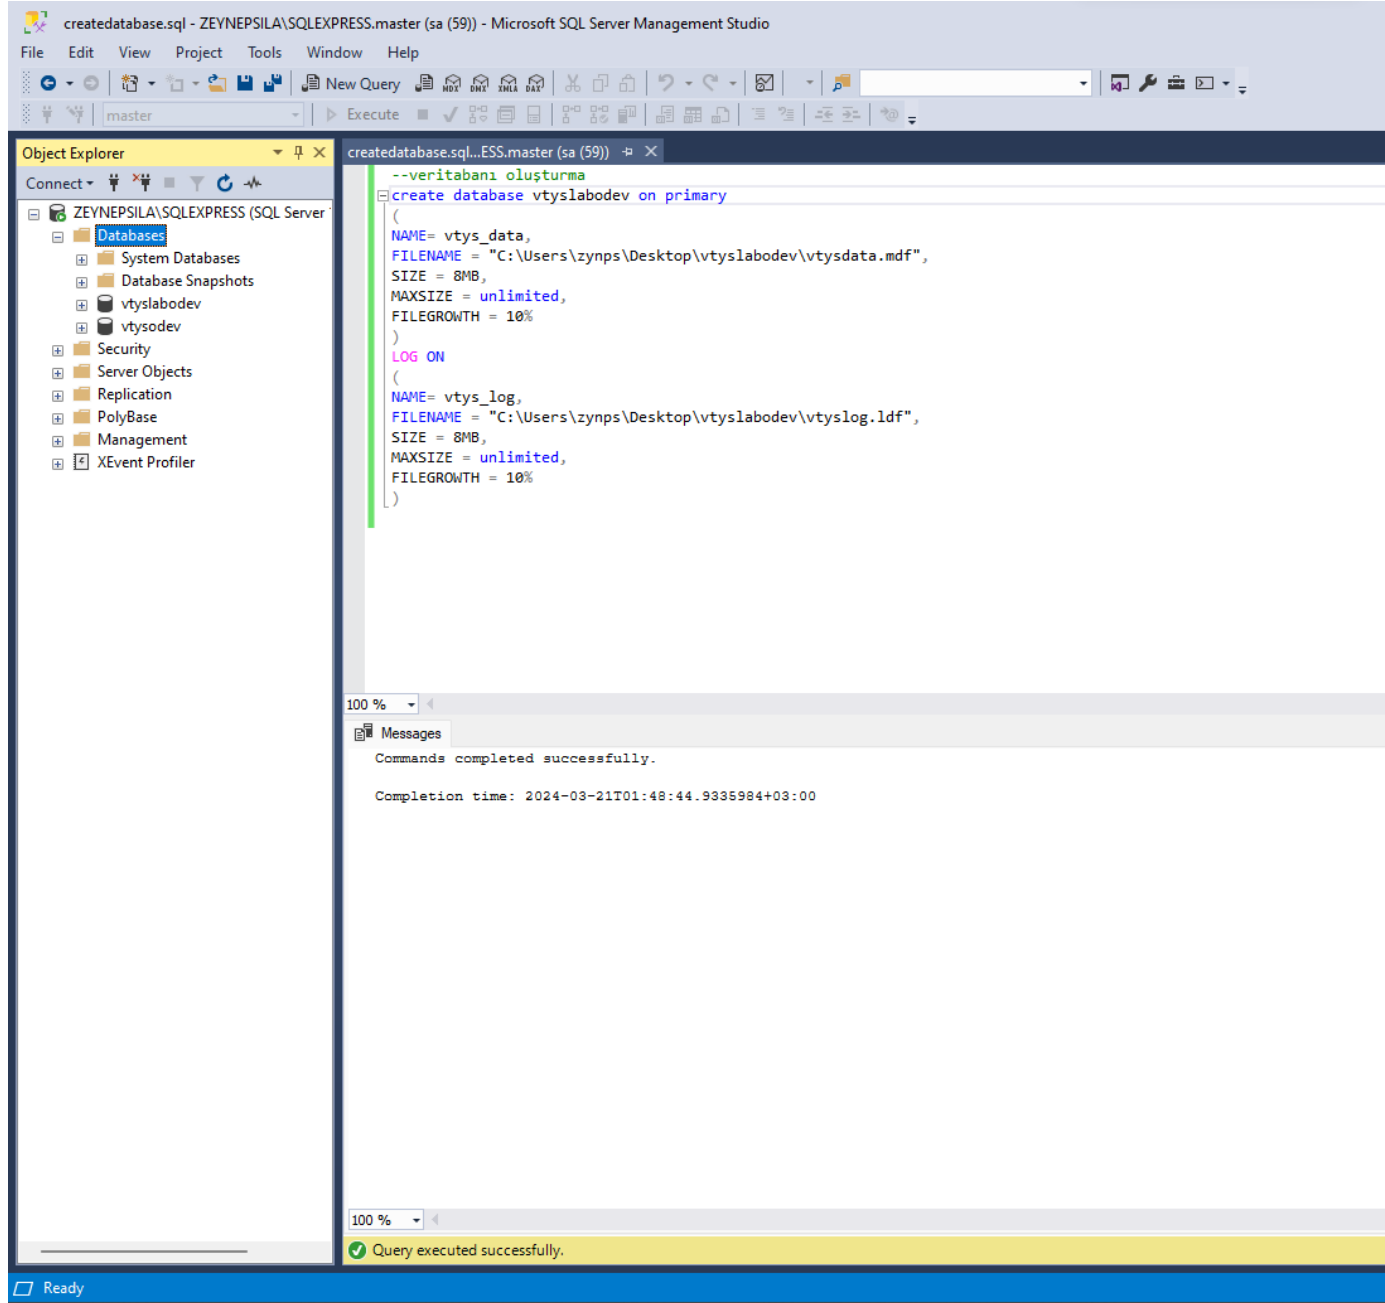 createdatabase.sql - ZEYNEPSILA\SQLEXPRESS.master (sa (59)) - Microsoft SQL Server Management Studio
File Edit View Project Tools Window Help
New Query MDX DMX XMLA DAX
master Execute
Object Explorer
Connect
ZEYNEPSILA\SQLEXPRESS (SQL Server
Databases
System Databases
Database Snapshots
vtyslabodev
vtysodev
Security
Server Objects
Replication
PolyBase
Management
XEvent Profiler
createdatabase.sql...ESS.master (sa (59))
--veritabanı oluşturma
create database vtyslabodev on primary
(
NAME= vtys_data,
FILENAME = "C:\Users\zynps\Desktop\vtyslabodev\vtysdata.mdf",
SIZE = 8MB,
MAXSIZE = unlimited,
FILEGROWTH = 10%
)
LOG ON
(
NAME= vtys_log,
FILENAME = "C:\Users\zynps\Desktop\vtyslabodev\vtyslog.ldf",
SIZE = 8MB,
MAXSIZE = unlimited,
FILEGROWTH = 10%
)
100 %
Messages
Commands completed successfully.
Completion time: 2024-03-21T01:48:44.9335984+03:00
100 %
Query executed successfully.
Ready